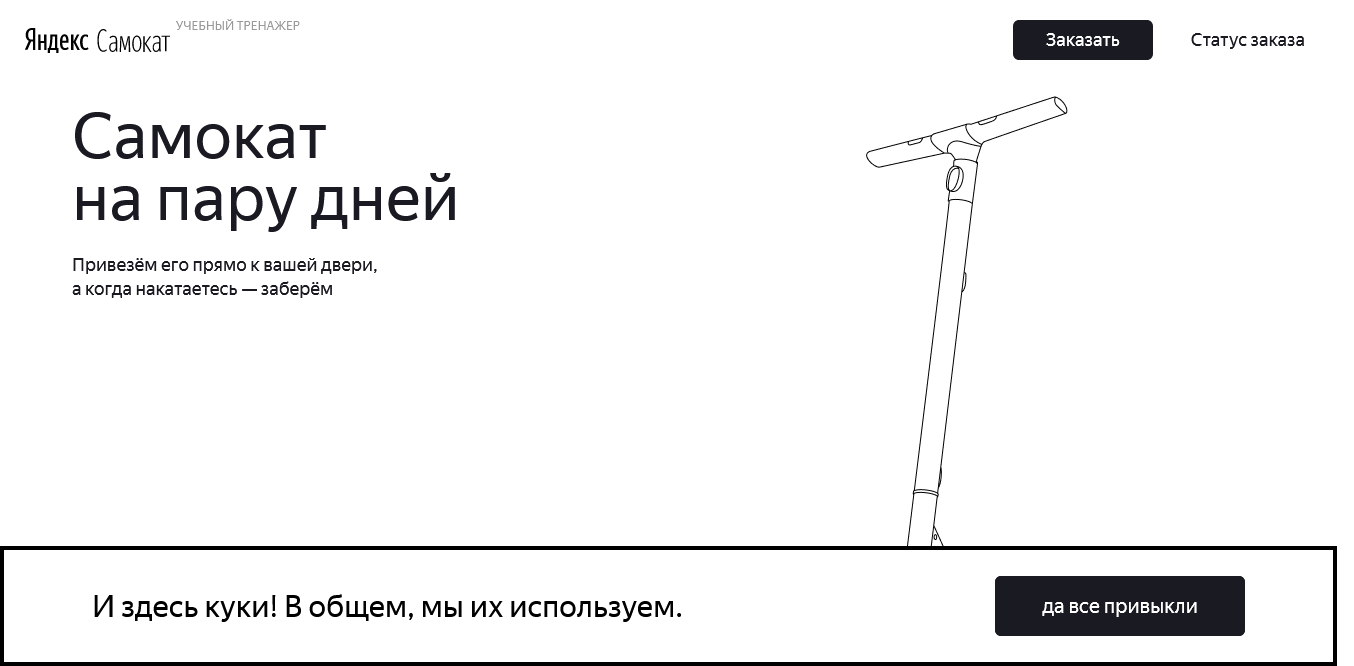 Яндекс Самокат
УЧЕБНЫЙ ТРЕНАЖЕР
Заказать
Статус заказа
Самокат
на пару дней
Привезём его прямо к вашей двери,
а когда накатаетесь — заберём
И здесь куки! В общем, мы их используем.
да все привыкли